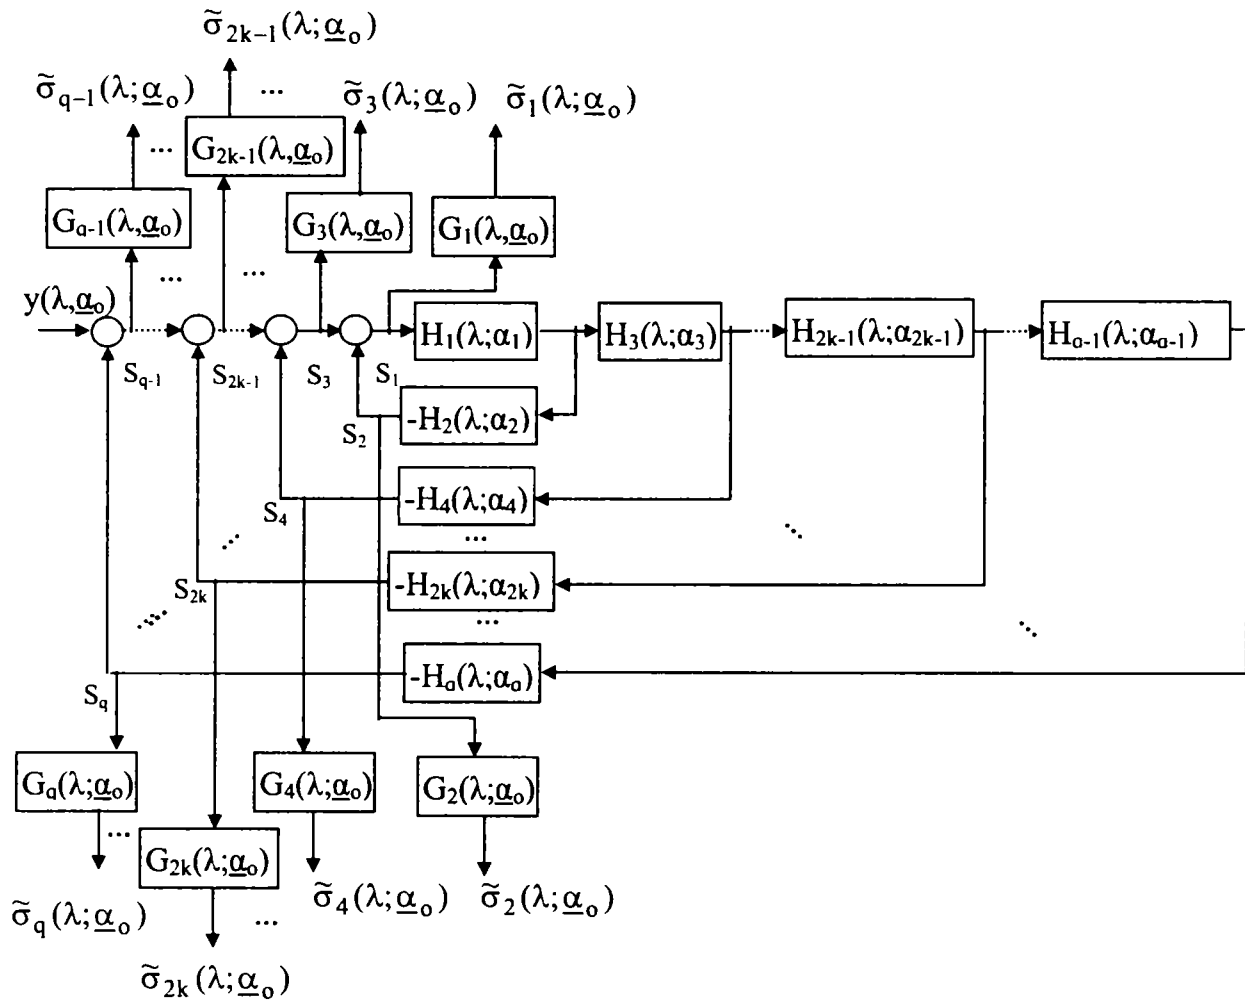 σ̃₂ₖ₋₁(λ;α̲ₒ)
σ̃q₋₁(λ;α̲ₒ)
...
σ̃₃(λ;α̲ₒ)
σ̃₁(λ;α̲ₒ)
...
G₂ₖ₋₁(λ,α̲ₒ)
Gq₋₁(λ,α̲ₒ)
G₃(λ,α̲ₒ)
G₁(λ,α̲ₒ)
...
...
y(λ,α̲ₒ)
H₁(λ;α₁)
H₃(λ;α₃)
H₂ₖ₋₁(λ;α₂ₖ₋₁)
Hq₋₁(λ;αq₋₁)
Sq₋₁
S₂ₖ₋₁
S₃
S₁
-H₂(λ;α₂)
S₂
-H₄(λ;α₄)
S₄
...
-H₂ₖ(λ;α₂ₖ)
S₂ₖ
...
-Hq(λ;αq)
Sq
Gq(λ;α̲ₒ)
G₄(λ;α̲ₒ)
G₂(λ;α̲ₒ)
...
G₂ₖ(λ;α̲ₒ)
σ̃q(λ;α̲ₒ)
...
σ̃₄(λ;α̲ₒ)
σ̃₂(λ;α̲ₒ)
σ̃₂ₖ(λ;α̲ₒ)